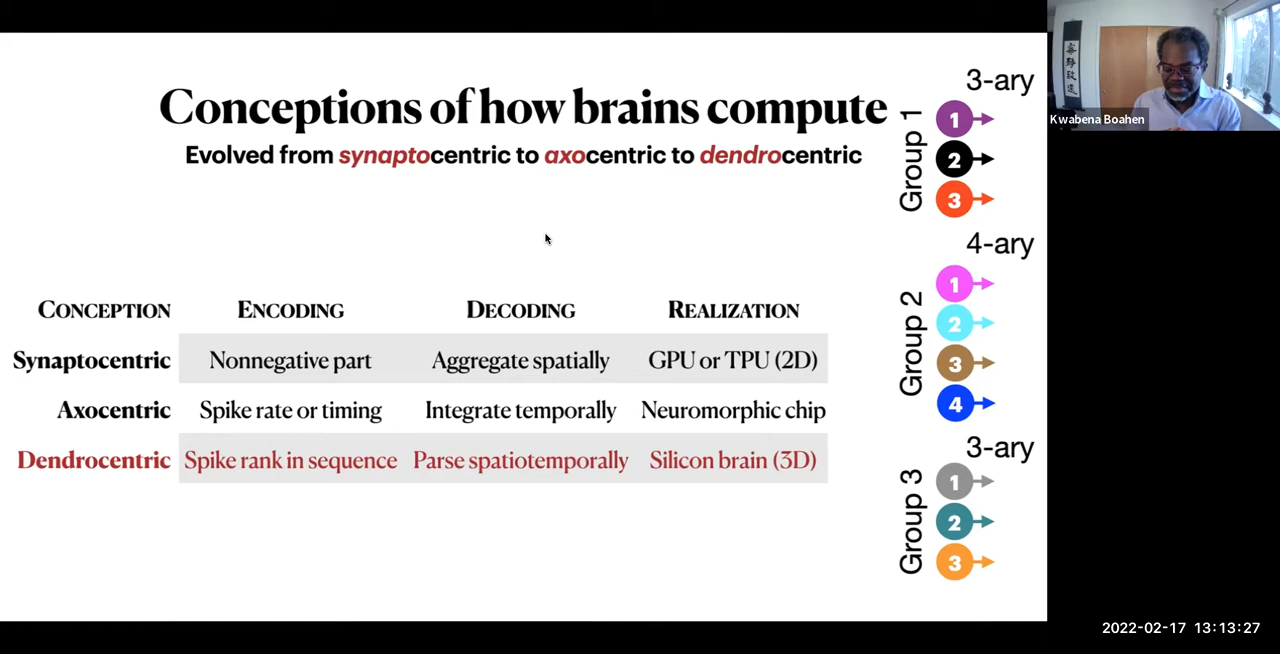 Conceptions of how brains compute
Evolved from synaptocentric to axocentric to dendrocentric
CONCEPTION ENCODING DECODING REALIZATION
Synaptocentric Nonnegative part Aggregate spatially GPU or TPU (2D)
Axocentric Spike rate or timing Integrate temporally Neuromorphic chip
Dendrocentric Spike rank in sequence Parse spatiotemporally Silicon brain (3D)
3-ary
Group 1
1
2
3
4-ary
Group 2
1
2
3
4
3-ary
Group 3
1
2
3
Kwabena Boahen
2022-02-17 13:13:27